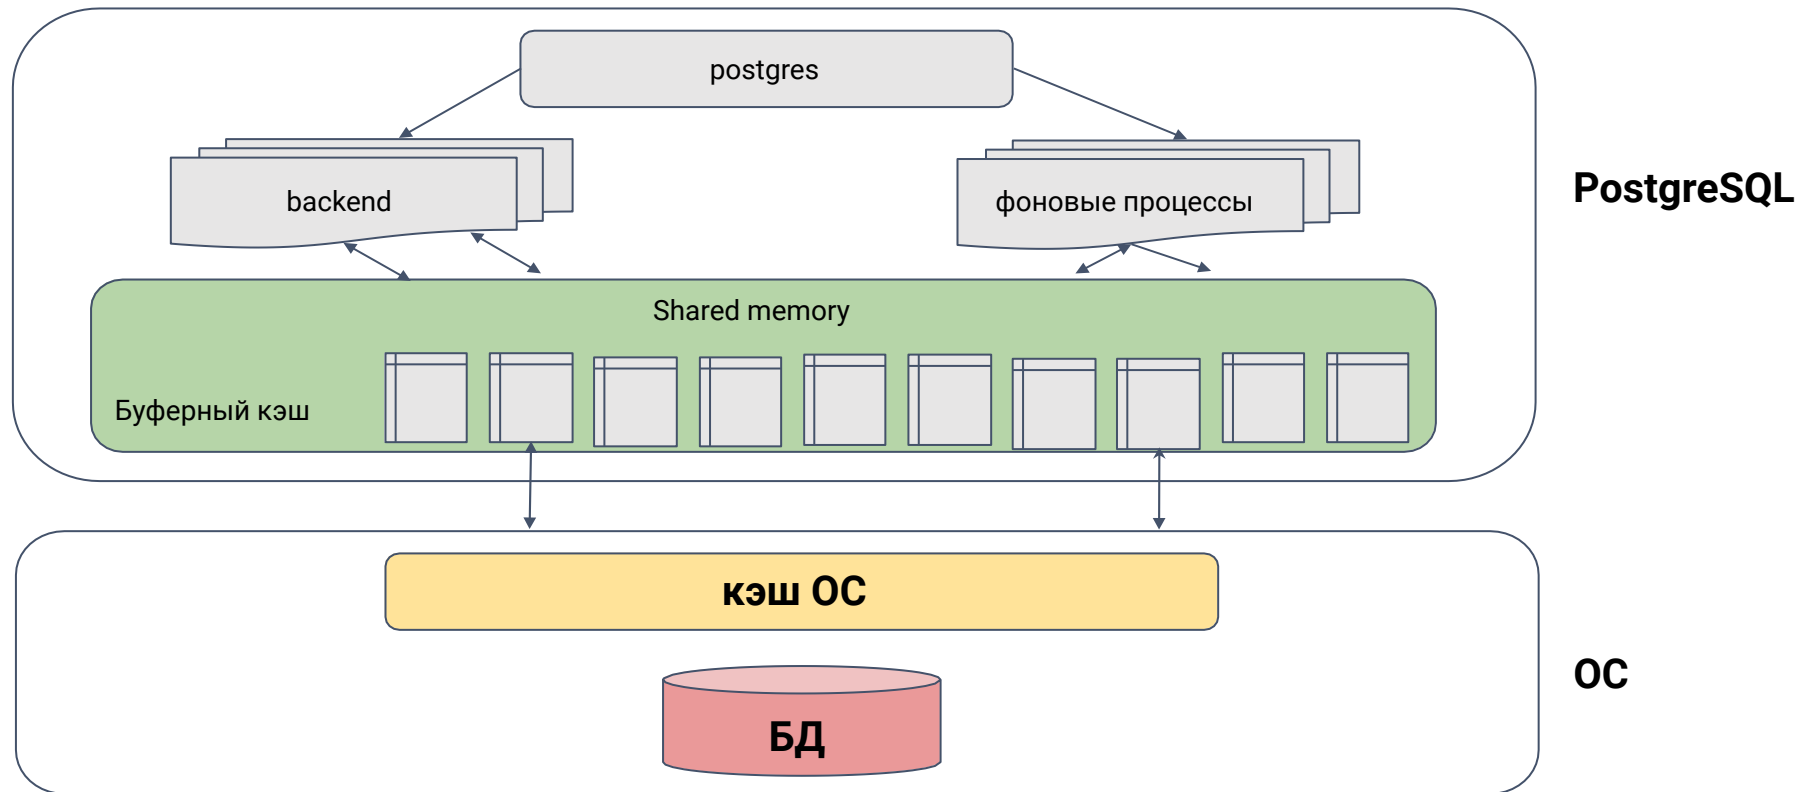 postgres
backend
фоновые процессы
PostgreSQL
Shared memory
Буферный кэш
кэш ОС
ОС
БД